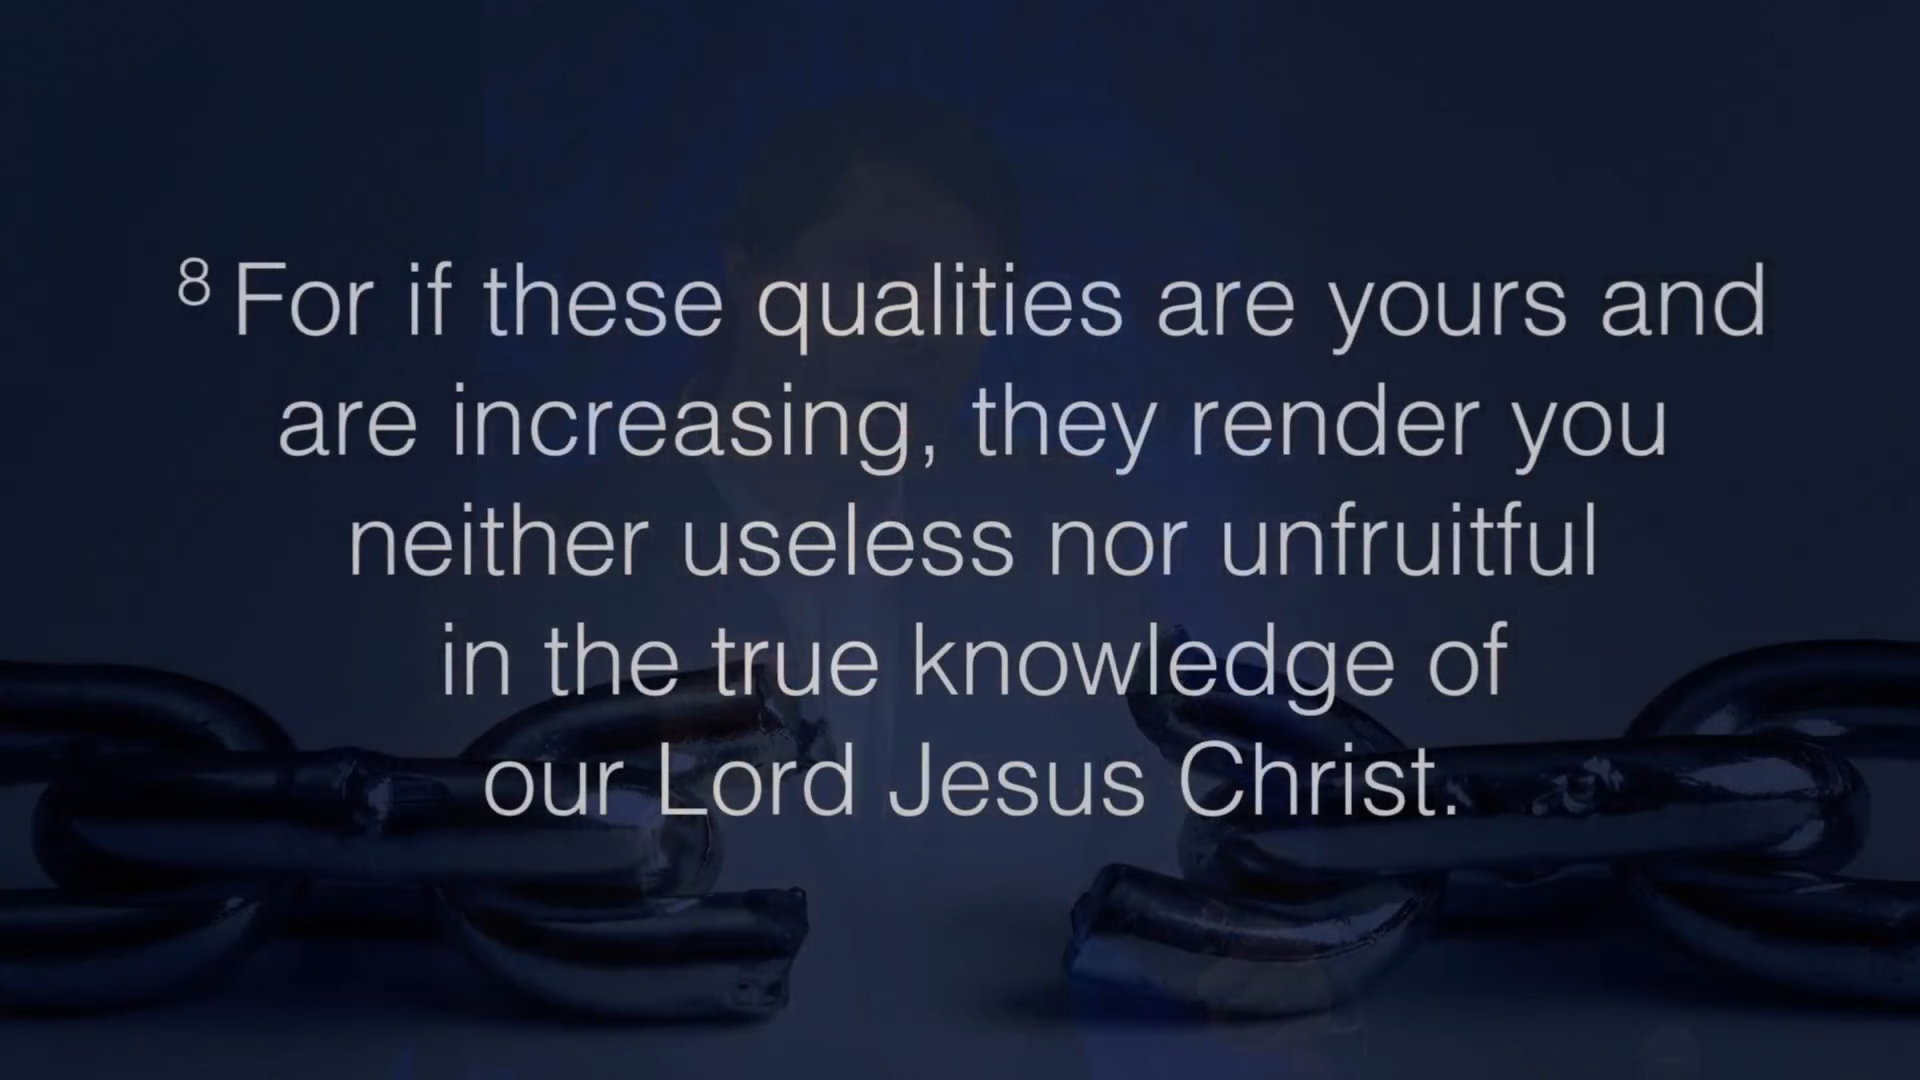 8 For if these qualities are yours and
are increasing, they render you
neither useless nor unfruitful
in the true knowledge of
our Lord Jesus Christ.